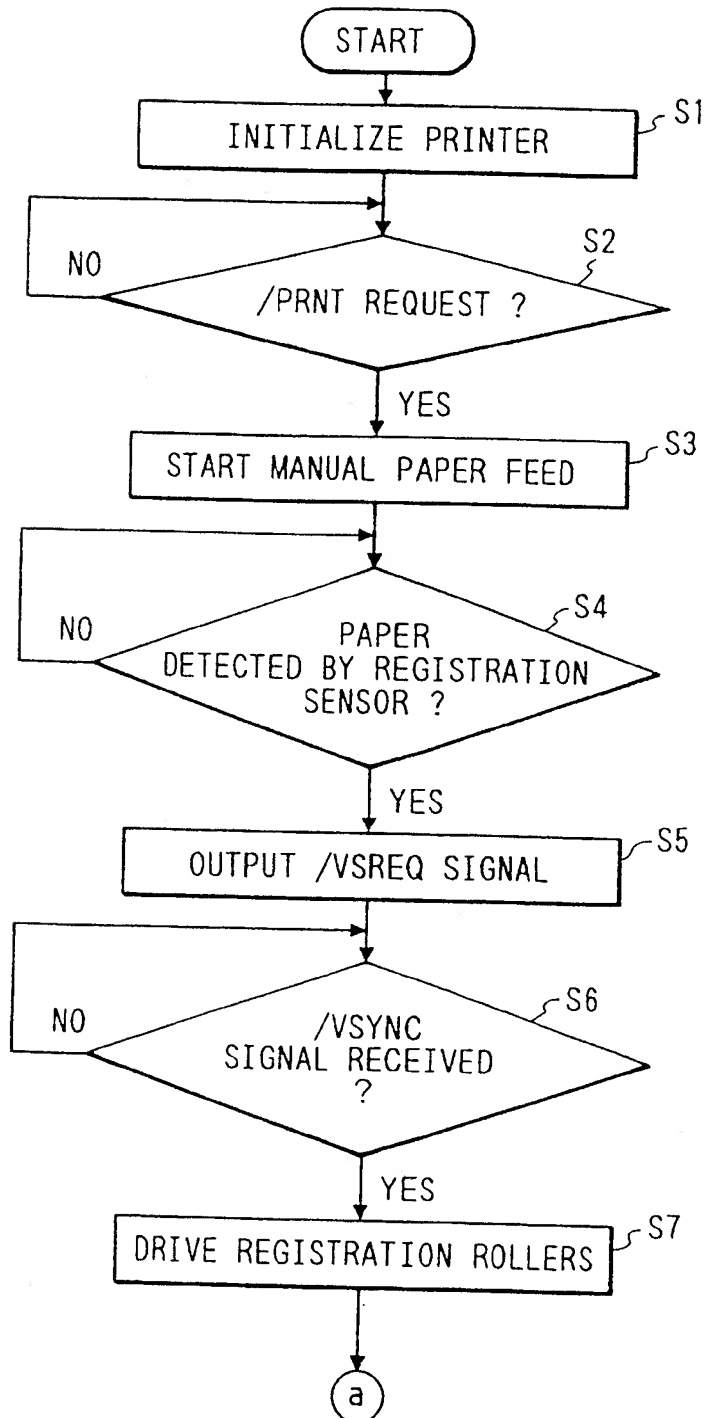 START
INITIALIZE PRINTER
S1
NO
/PRNT REQUEST ?
S2
YES
START MANUAL PAPER FEED
S3
NO
PAPER
DETECTED BY REGISTRATION
SENSOR ?
S4
YES
OUTPUT /VSREQ SIGNAL
S5
NO
/VSYNC
SIGNAL RECEIVED
?
S6
YES
DRIVE REGISTRATION ROLLERS
S7
a